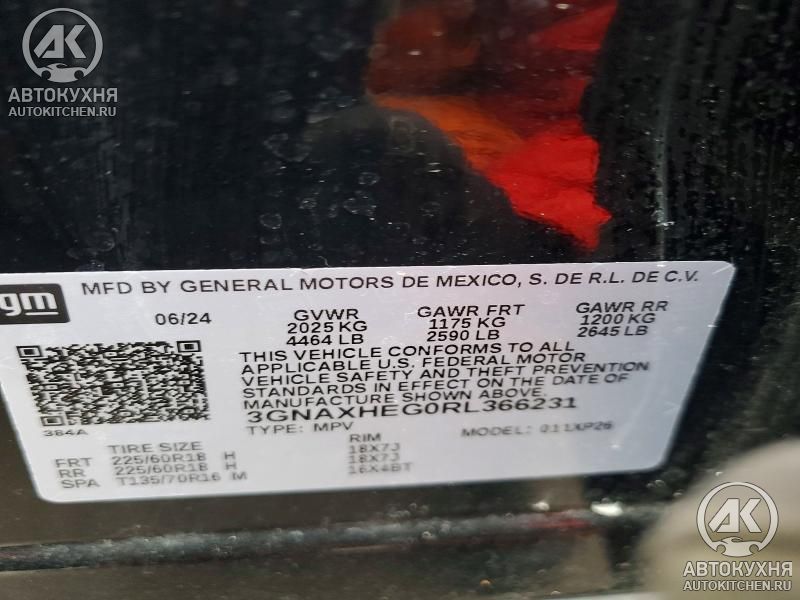 AK
АВТОКУХНЯ
AUTOKITCHEN.RU
gm
MFD BY GENERAL MOTORS DE MEXICO, S. DE R.L. DE C.V.
06/24 GVWR GAWR FRT GAWR RR
2025 KG 1175 KG 1200 KG
4464 LB 2590 LB 2645 LB
THIS VEHICLE CONFORMS TO ALL
APPLICABLE U.S. FEDERAL MOTOR
VEHICLE SAFETY AND THEFT PREVENTION
STANDARDS IN EFFECT ON THE DATE OF
MANUFACTURE SHOWN ABOVE.
3GNAXHEG0RL366231
384A TYPE: MPV MODEL: 011XP26
TIRE SIZE RIM
FRT 225/60R18 H 18X7J
RR 225/60R18 H 18X7J
SPA T135/70R16 M 16X4BT
AK
АВТОКУХНЯ
AUTOKITCHEN.RU